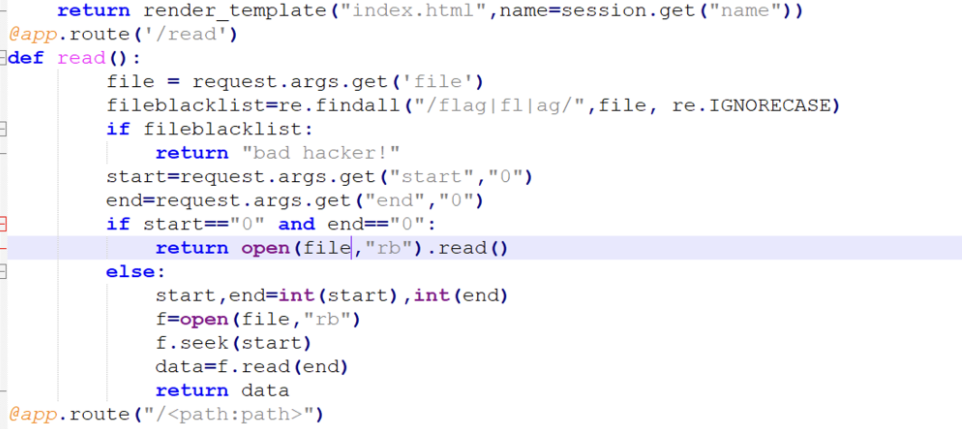 return render_template("index.html",name=session.get("name"))
@app.route('/read')
def read():
file = request.args.get('file')
fileblacklist=re.findall("/flag|fl|ag/",file, re.IGNORECASE)
if fileblacklist:
return "bad hacker!"
start=request.args.get("start","0")
end=request.args.get("end","0")
if start=="0" and end=="0":
return open(file,"rb").read()
else:
start,end=int(start),int(end)
f=open(file,"rb")
f.seek(start)
data=f.read(end)
return data
@app.route("/<path:path>")